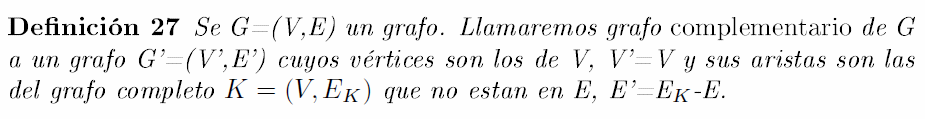 Definición 27 Se G=(V,E) un grafo. Llamaremos grafo complementario de G
a un grafo G'=(V',E') cuyos vértices son los de V, V'=V y sus aristas son las
del grafo completo K = (V, E_K) que no estan en E, E'=E_K-E.